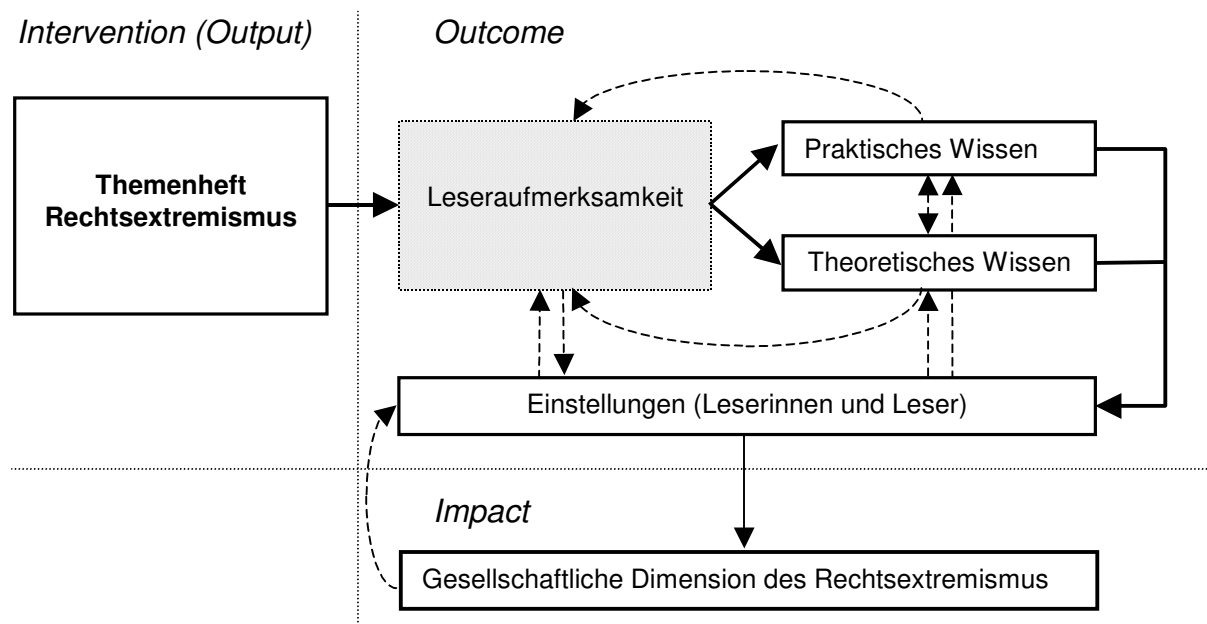 Intervention (Output)
Outcome
Themenheft
Rechtsextremismus
Leseraufmerksamkeit
Praktisches Wissen
Theoretisches Wissen
Einstellungen (Leserinnen und Leser)
Impact
Gesellschaftliche Dimension des Rechtsextremismus